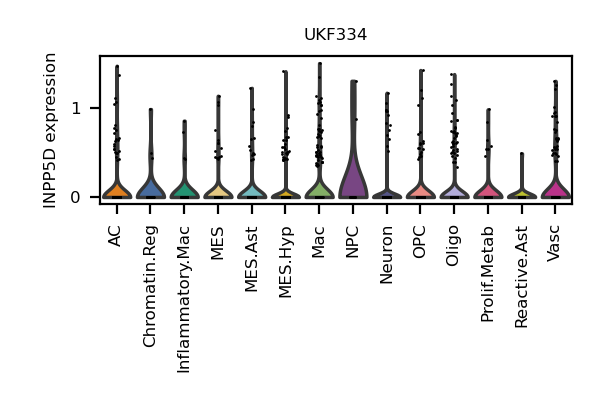 UKF334
INPP5D expression
1
0
AC
Chromatin.Reg
Inflammatory.Mac
MES
MES.Ast
MES.Hyp
Mac
NPC
Neuron
OPC
Oligo
Prolif.Metab
Reactive.Ast
Vasc